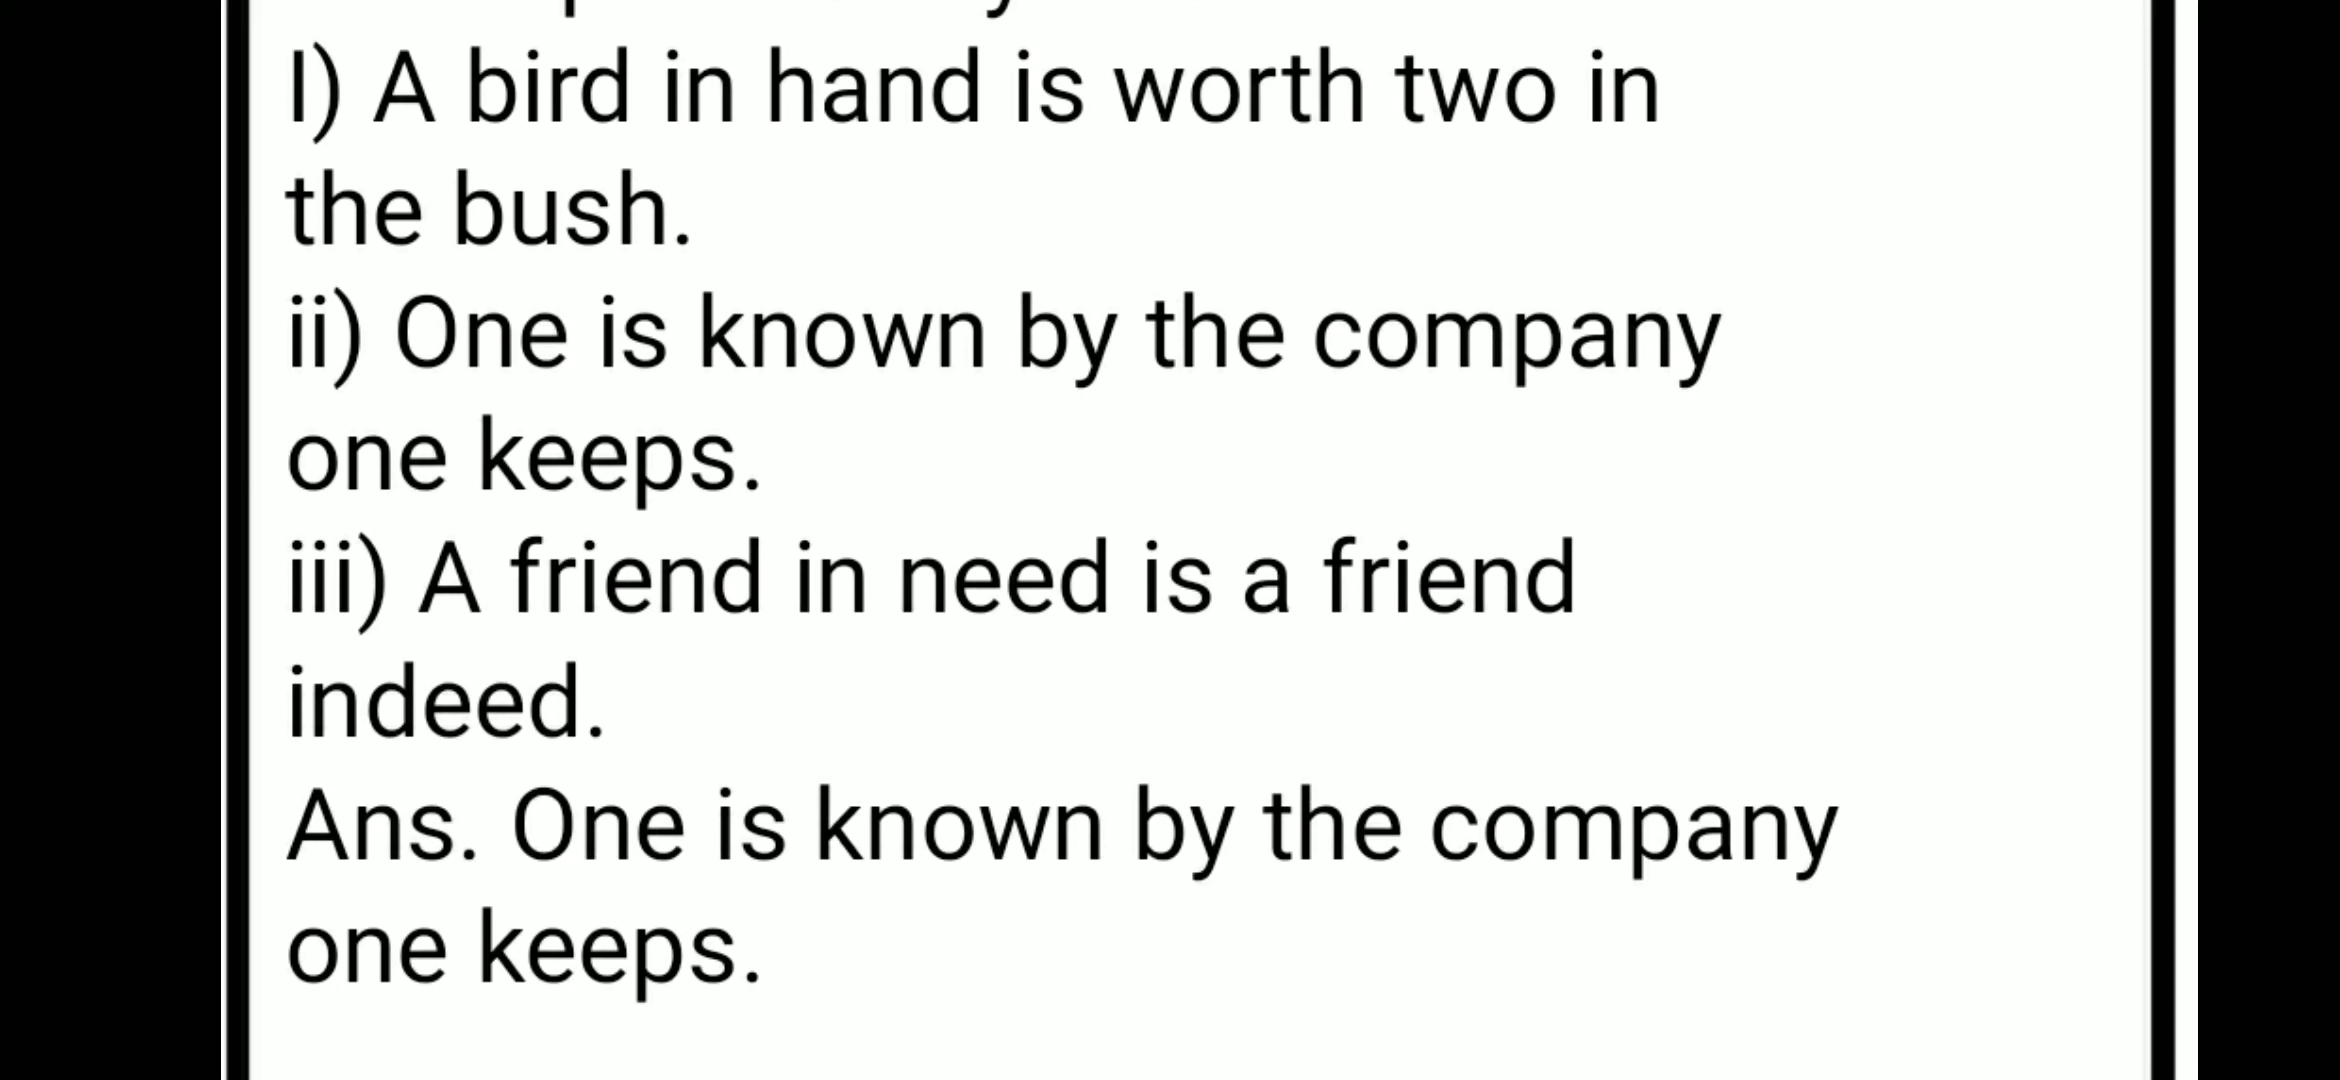 I) A bird in hand is worth two in
the bush.
ii) One is known by the company
one keeps.
iii) A friend in need is a friend
indeed.
Ans. One is known by the company
one keeps.